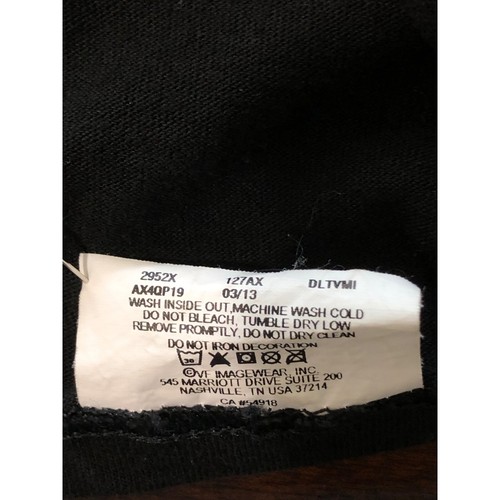 2952X 127AX DLTVMI
AX4QP19 03/13
WASH INSIDE OUT,MACHINE WASH COLD
DO NOT BLEACH, TUMBLE DRY LOW
REMOVE PROMPTLY, DO NOT DRY CLEAN
DO NOT IRON DECORATION
30
©VF IMAGEWEAR, INC.
545 MARRIOTT DRIVE SUITE 200
NASHVILLE, TN USA 37214
CA #54918